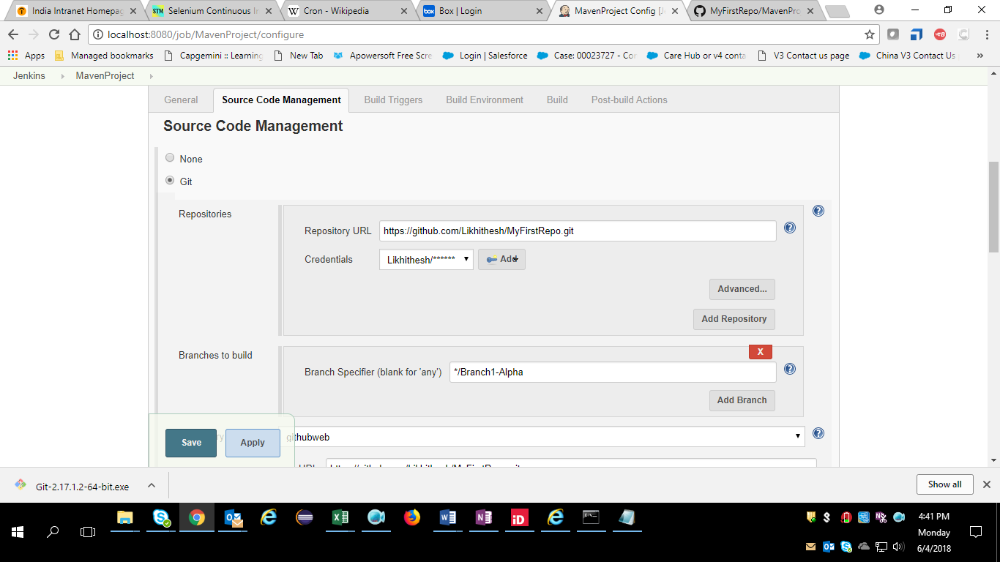 India Intranet Homepag
Selenium Continuous In
Cron - Wikipedia
Box | Login
MavenProject Config [J
MyFirstRepo/MavenPro
localhost:8080/job/MavenProject/configure
Apps
Managed bookmarks
Capgemini :: Learning
New Tab
Apowersoft Free Scre
Login | Salesforce
Case: 00023727 - Con
Care Hub or v4 conta
V3 Contact us page
China V3 Contact Us
Jenkins
MavenProject
General
Source Code Management
Build Triggers
Build Environment
Build
Post-build Actions
Source Code Management
None
Git
Repositories
Repository URL
https://github.com/Likhithesh/MyFirstRepo.git
Credentials
Likhithesh/******
Add
Advanced...
Add Repository
Branches to build
X
Branch Specifier (blank for 'any')
*/Branch1-Alpha
Add Branch
Save
Apply
githubweb
Git-2.17.1.2-64-bit.exe
Show all
4:41 PM
Monday
6/4/2018